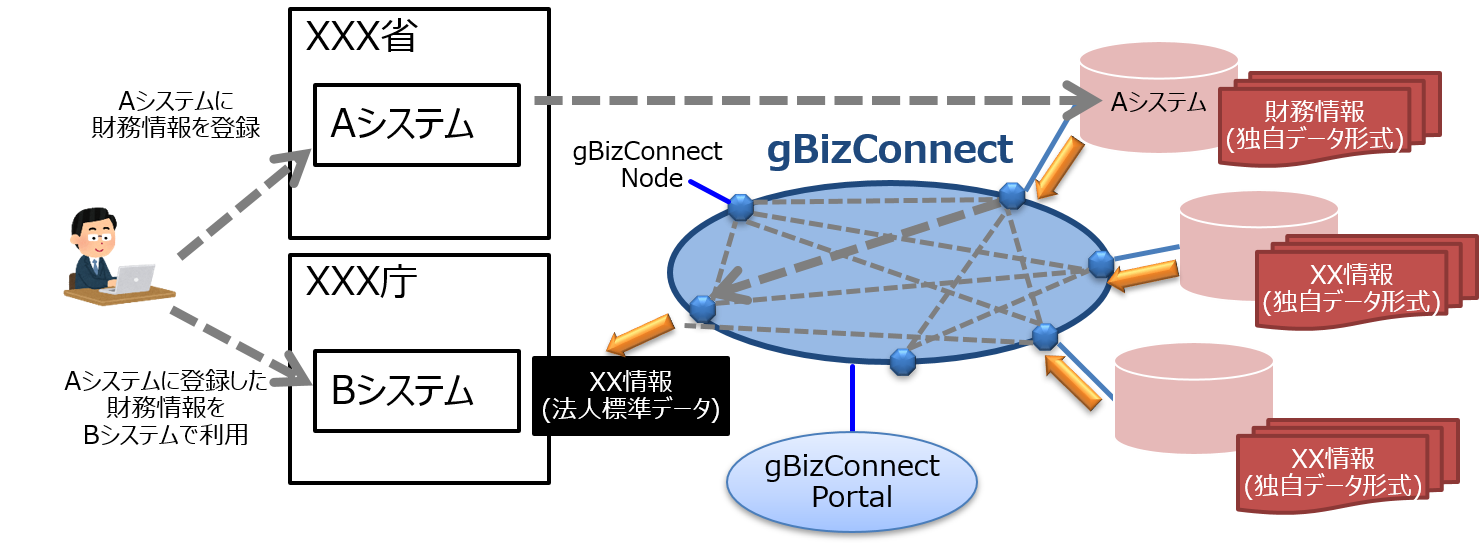 XXX省
Aシステム
Aシステムに
財務情報を登録
XXX庁
Bシステム
Aシステムに登録した
財務情報を
Bシステムで利用
gBizConnect
Node
gBizConnect
XX情報
(法人標準データ)
gBizConnect
Portal
Aシステム
財務情報
(独自データ形式)
XX情報
(独自データ形式)
XX情報
(独自データ形式)